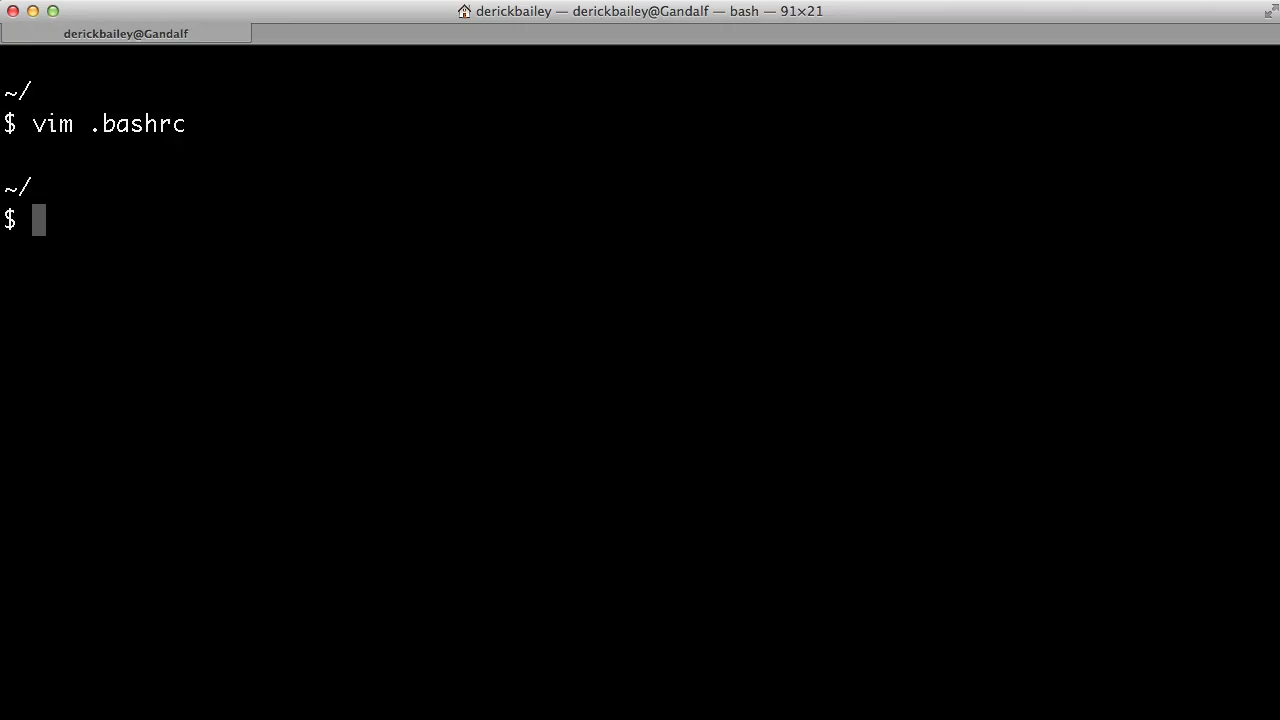 derickbailey — derickbailey@Gandalf — bash — 91×21
derickbailey@Gandalf
~/
$ vim .bashrc
~/
$